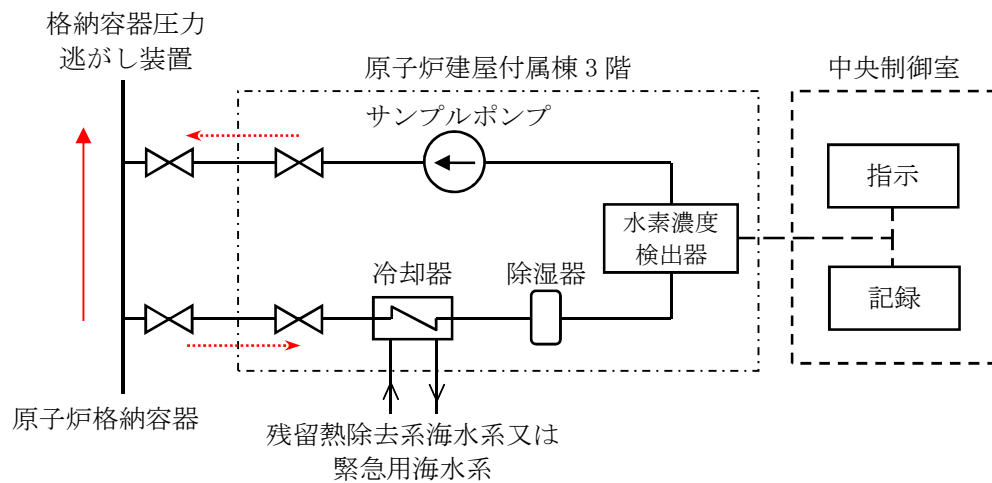 格納容器圧力
逃がし装置
原子炉建屋付属棟3階
中央制御室
サンプルポンプ
指示
水素濃度
検出器
冷却器
除湿器
記録
原子炉格納容器
残留熱除去系海水系又は
緊急用海水系